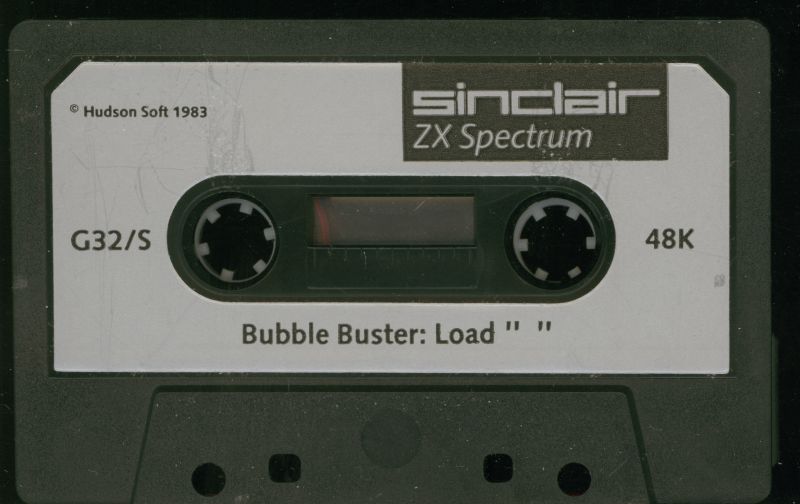 © Hudson Soft 1983
sinclair
ZX Spectrum
G32/S
48K
Bubble Buster: Load " "